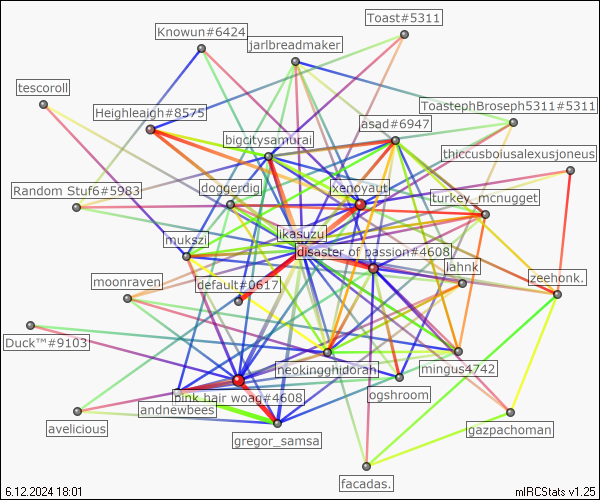 Toast#5311
Knowun#6424
jarlbreadmaker
tescoroll
ToastephBroseph5311#5311
Heighleaigh#8575
asad#6947
bigcitysamurai
thiccusboiusalexusjoneus
doggerdig
xenoyaut
Random Stuf6#5983
turkey_mcnugget
mukszi
ikasuzu
disaster of passion#4608
jahnk
zeehonk.
moonraven
default#0617
Duck™#9103
neokingghidorah
mingus4742
pink hair woag#4608
ogshroom
andnewbees
avelicious
gazpachoman
gregor_samsa
facadas.
6.12.2024 18:01
mIRCStats v1.25